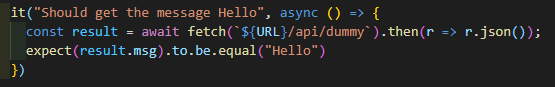 it("Should get the message Hello", async () => {
  const result = await fetch(`${URL}/api/dummy`).then(r => r.json());
  expect(result.msg).to.be.equal("Hello")
})